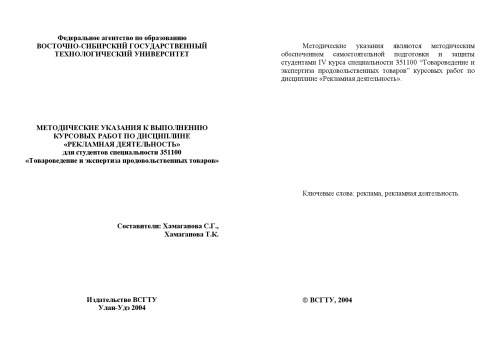 Федеральное агентство по образованию
ВОСТОЧНО-СИБИРСКИЙ ГОСУДАРСТВЕННЫЙ
ТЕХНОЛОГИЧЕСКИЙ УНИВЕРСИТЕТ
МЕТОДИЧЕСКИЕ УКАЗАНИЯ К ВЫПОЛНЕНИЮ
КУРСОВЫХ РАБОТ ПО ДИСЦИПЛИНЕ
«РЕКЛАМНАЯ ДЕЯТЕЛЬНОСТЬ»
для студентов специальности 351100
«Товароведение и экспертиза продовольственных товаров»
Составители: Хамаганова С.Г.,
Хамаганова Т.К.
Издательство ВСГТУ
Улан-Удэ 2004
Методические указания являются методическим
обеспечением самостоятельной подготовки и защиты
студентами IV курса специальности 351100 “Товароведение и
экспертиза продовольственных товаров” курсовых работ по
дисциплине «Рекламная деятельность».
Ключевые слова: реклама, рекламная деятельность.
© ВСГТУ, 2004